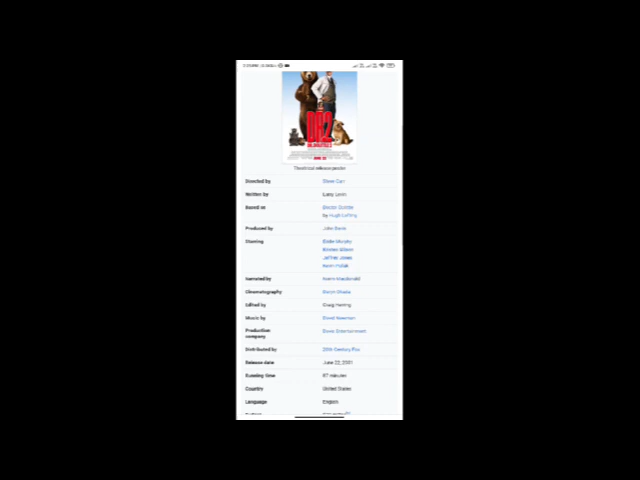 DR2
Theatrical release poster
Directed by Steve Carr
Written by Larry Levin
Based on Doctor Dolittle
by Hugh Lofting
Produced by John Davis
Starring Eddie Murphy
Kristen Wilson
Jeffrey Jones
Kevin Pollak
Narrated by Norm Macdonald
Cinematography Daryn Okada
Edited by Craig Herring
Music by David Newman
Production
company
Davis Entertainment
Distributed by 20th Century Fox
Release date June 22, 2001
Running time 87 minutes
Country United States
Language English